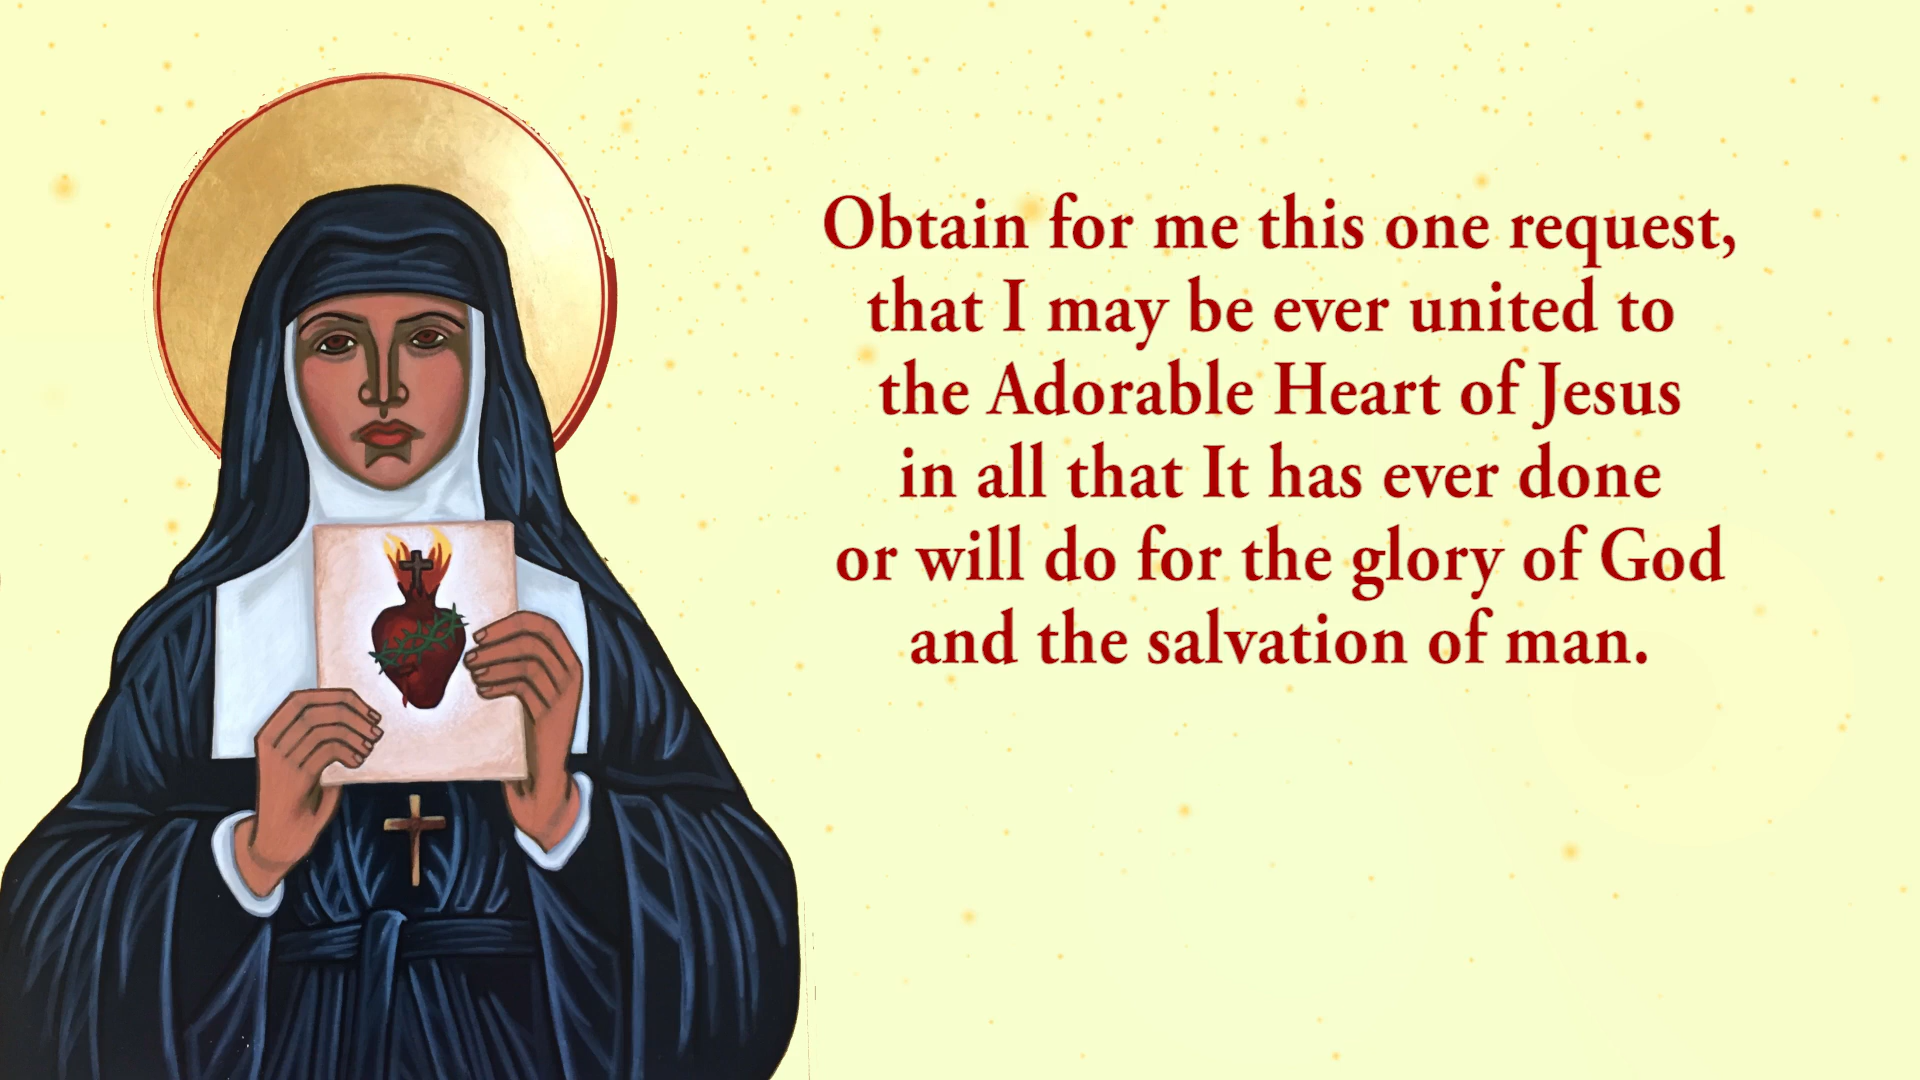 Obtain for me this one request,
that I may be ever united to
the Adorable Heart of Jesus
in all that It has ever done
or will do for the glory of God
and the salvation of man.